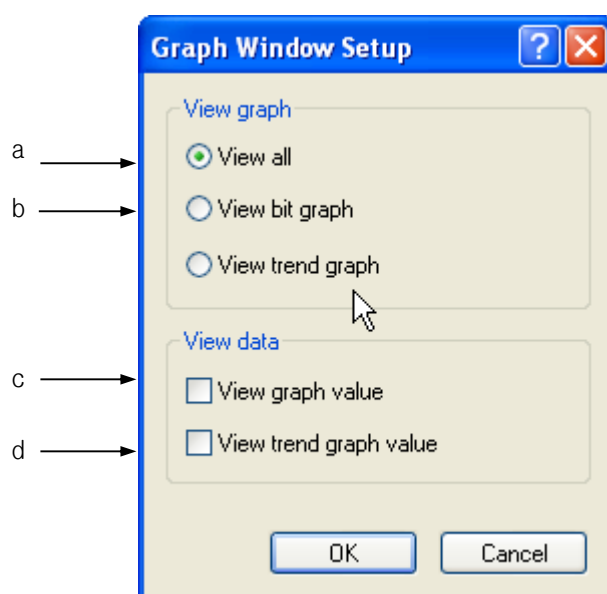 Graph Window Setup
View graph
a
View all
b
View bit graph
View trend graph
View data
c
View graph value
d
View trend graph value
OK
Cancel